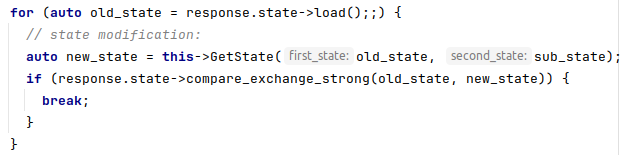 for (auto old_state = response.state->load();;) {
  // state modification:
  auto new_state = this->GetState( first_state: old_state, second_state: sub_state);
  if (response.state->compare_exchange_strong(old_state, new_state)) {
    break;
  }
}